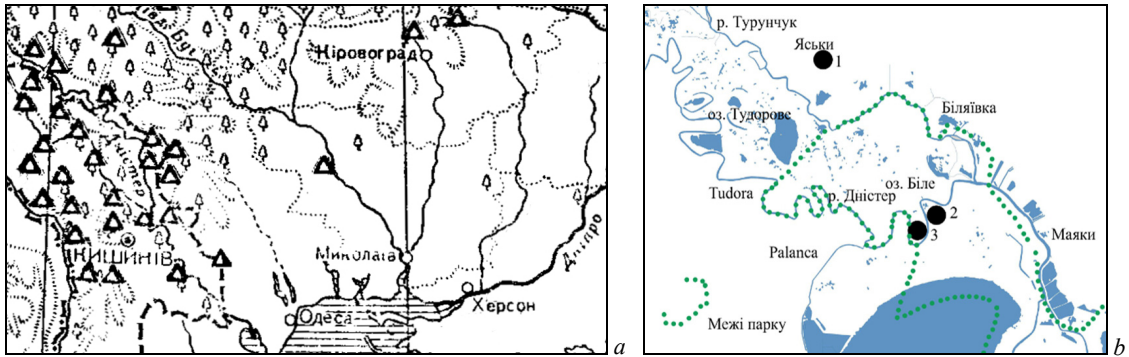 Кіровоград
Дністер
КИШИНІВ
Миколаїв
Херсон
Одеса
Дніпро
a
р. Турунчук
Яськи
1
Біляївка
оз. Тудорове
оз. Біле
Tudora
р. Дністер
2
3
Маяки
Palanca
Межі парку
b